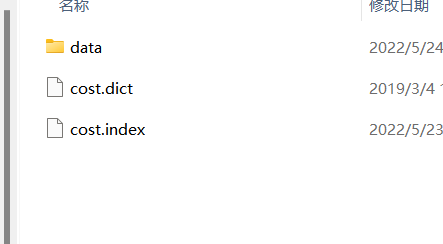 名称 修改日期
data 2022/5/24
cost.dict 2019/3/4
cost.index 2022/5/23